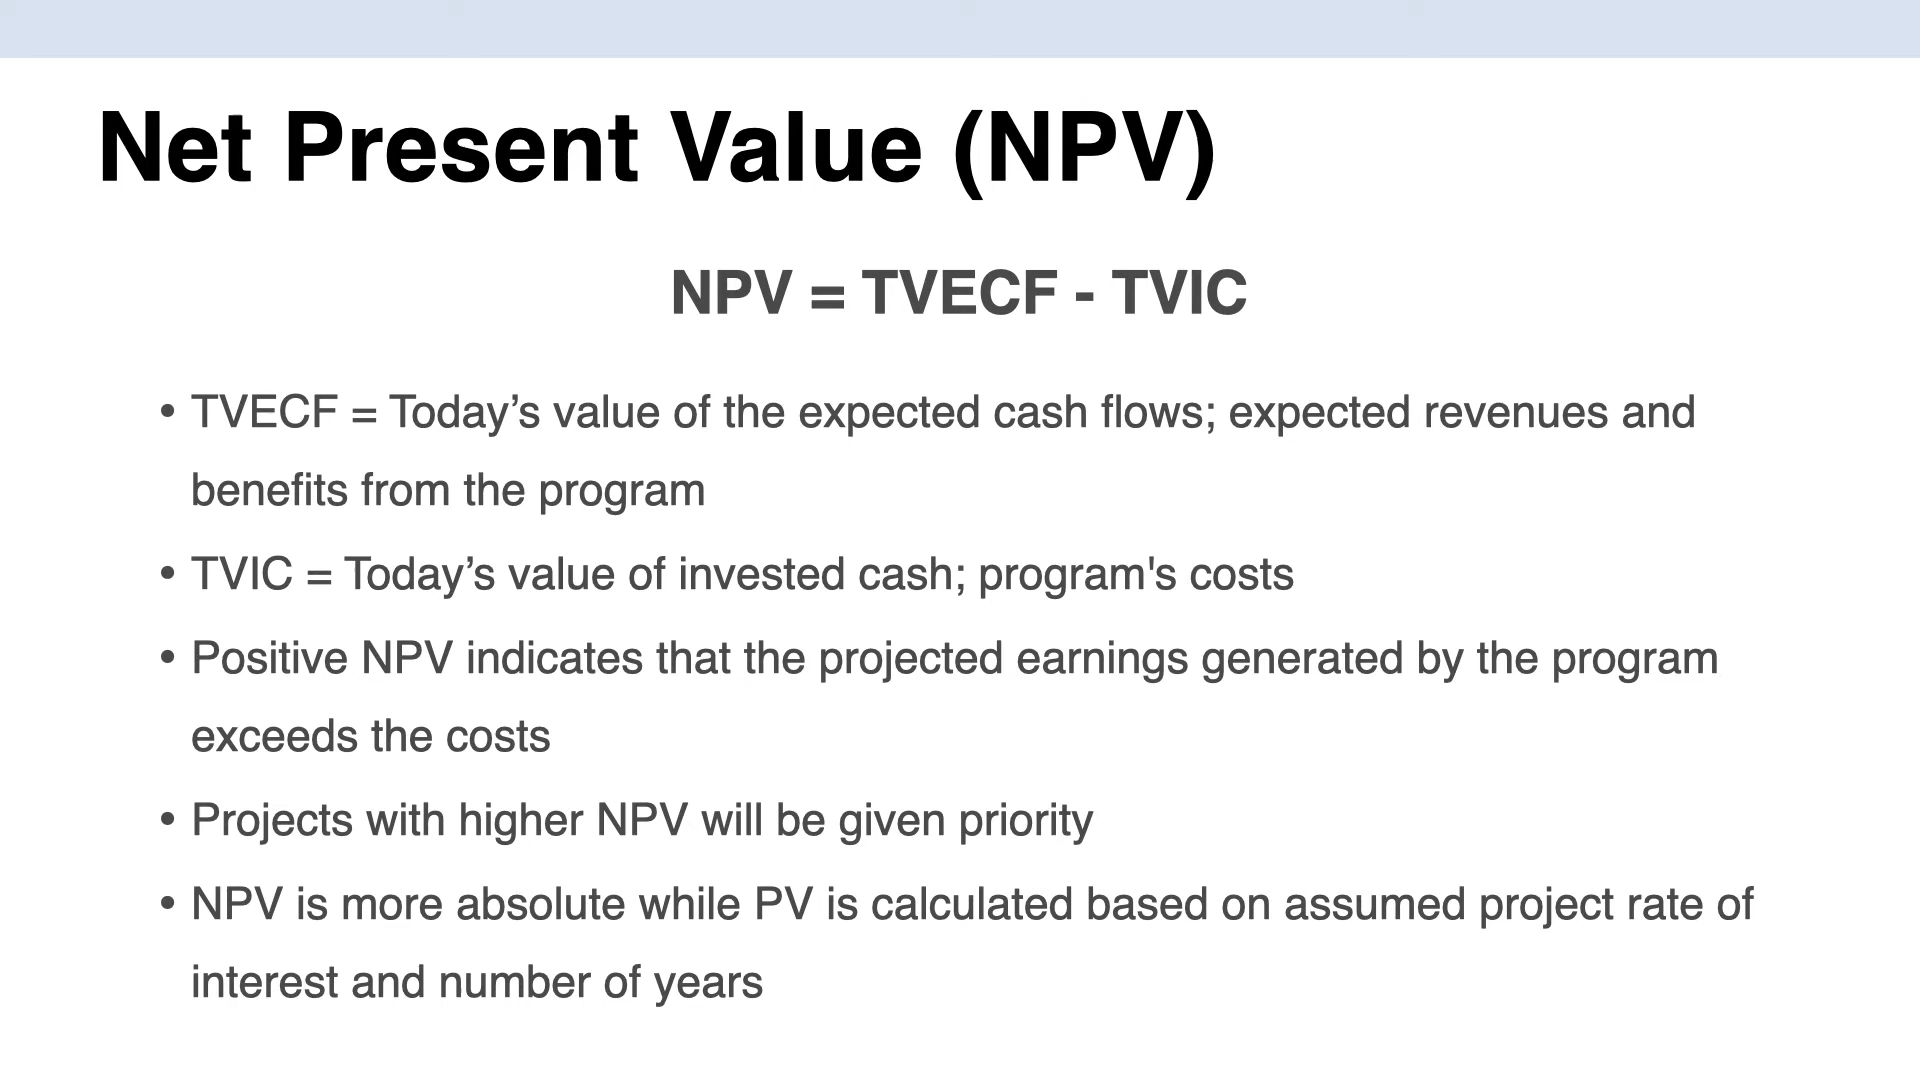 Net Present Value (NPV)
NPV = TVECF - TVIC
• TVECF = Today’s value of the expected cash flows; expected revenues and
benefits from the program
• TVIC = Today’s value of invested cash; program's costs
• Positive NPV indicates that the projected earnings generated by the program
exceeds the costs
• Projects with higher NPV will be given priority
• NPV is more absolute while PV is calculated based on assumed project rate of
interest and number of years